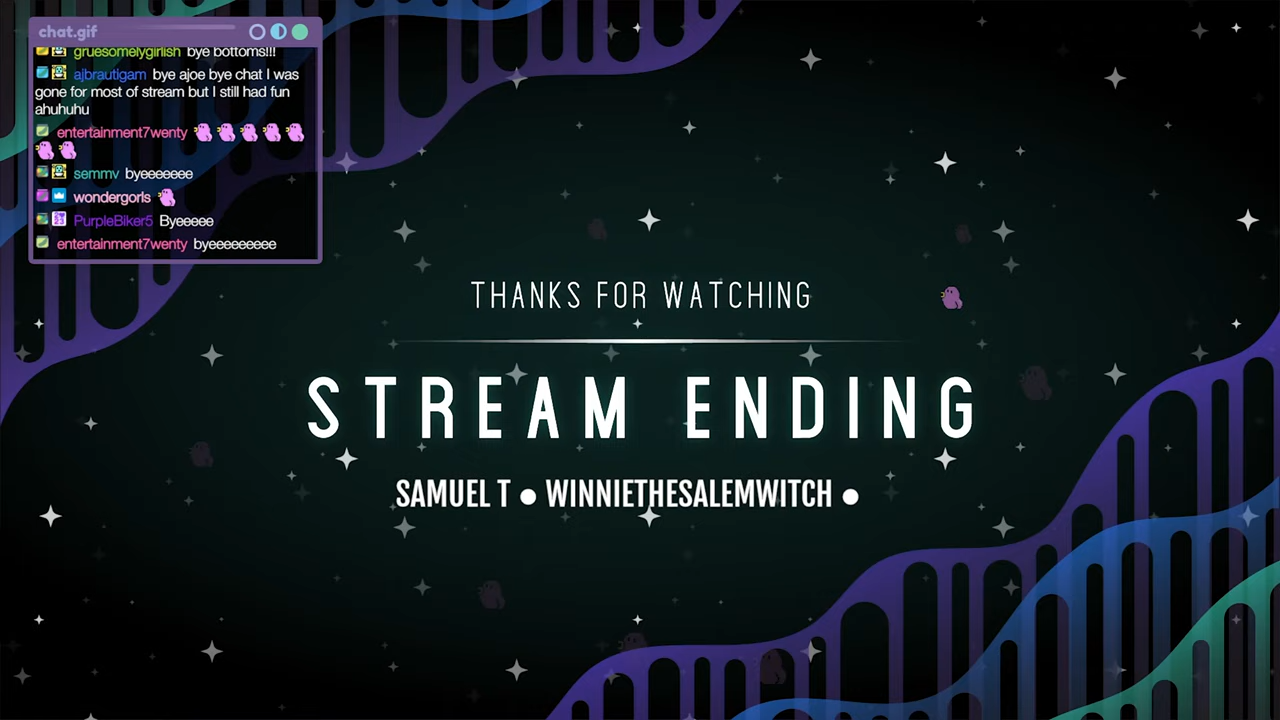 chat.gif
gruesomelygirlish bye bottoms!!!
ajbrautigam bye ajoe bye chat I was
gone for most of stream but I still had fun
ahuhuhu
entertainment7wenty
semmv byeeeeeee
wondergorls
PurpleBiker5 Byeeeee
entertainment7wenty byeeeeeeeee
THANKS FOR WATCHING
STREAM ENDING
SAMUEL T ● WINNIETHESALEMWITCH ●